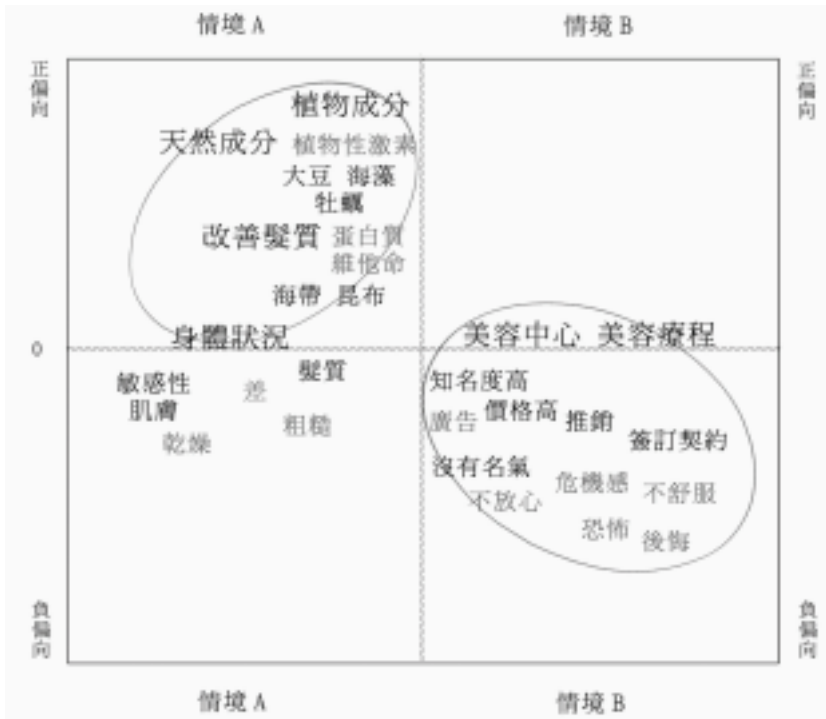 情境 A 情境 B
正偏向 正偏向
植物成分
天然成分 植物性激素
大豆 海藻
牡蠣
改善髮質 蛋白質
維他命
海帶 昆布
身體狀況 美容中心 美容療程
0
髮質
敏感性 差 知名度高
肌膚 廣告 價格高 推銷
粗糙
乾燥 簽訂契約
沒有名氣
不放心 危機感 不舒服
恐怖 後悔
負偏向 負偏向
情境 A 情境 B